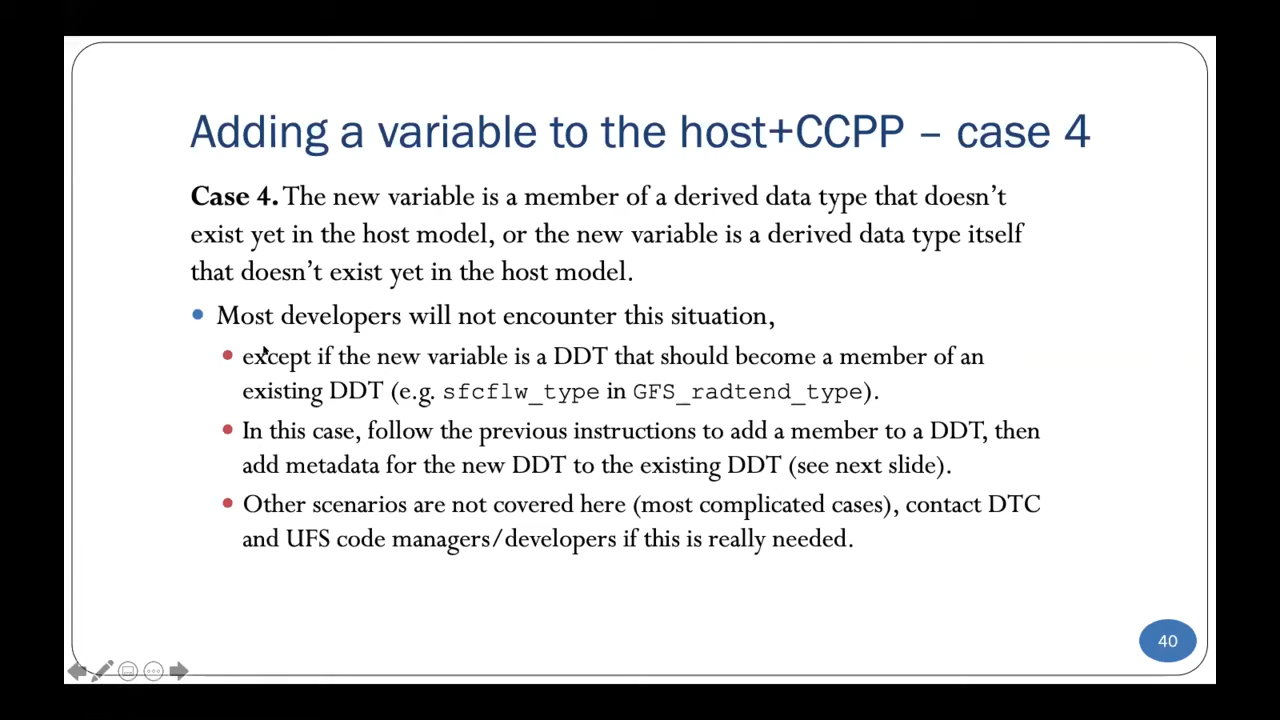 Adding a variable to the host+CCPP – case 4
Case 4. The new variable is a member of a derived data type that doesn’t
exist yet in the host model, or the new variable is a derived data type itself
that doesn’t exist yet in the host model.
• Most developers will not encounter this situation,
• except if the new variable is a DDT that should become a member of an
existing DDT (e.g. sfcflw_type in GFS_radtend_type).
• In this case, follow the previous instructions to add a member to a DDT, then
add metadata for the new DDT to the existing DDT (see next slide).
• Other scenarios are not covered here (most complicated cases), contact DTC
and UFS code managers/developers if this is really needed.
40